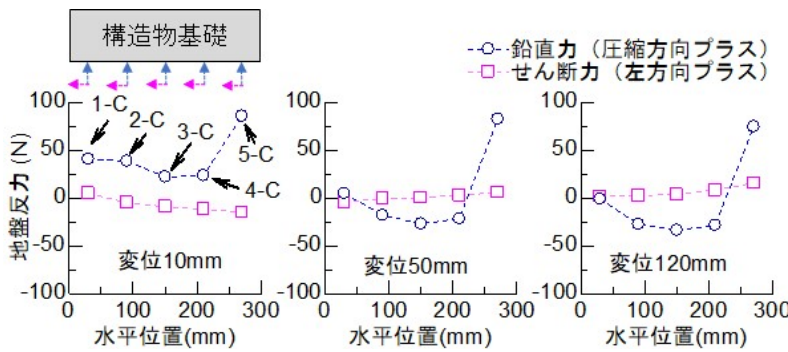 構造物基礎
鉛直力（圧縮方向プラス）
せん断力（左方向プラス）
地盤反力 (N)
100
50
0
-50
-100
1-C
2-C
3-C
4-C
5-C
変位10mm
0 100 200 300
水平位置(mm)
100
50
0
-50
-100
変位50mm
0 100 200 300
水平位置(mm)
100
50
0
-50
-100
変位120mm
0 100 200 300
水平位置(mm)